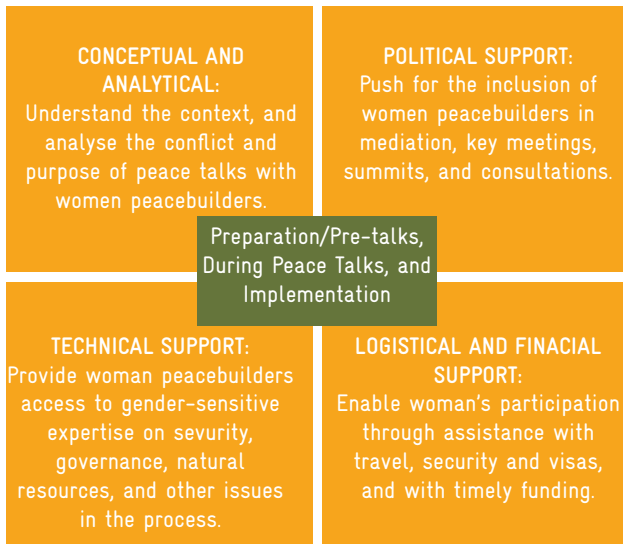 CONCEPTUAL AND
ANALYTICAL:
Understand the context, and
analyse the conflict and
purpose of peace talks with
women peacebuilders.
POLITICAL SUPPORT:
Push for the inclusion of
women peacebuilders in
mediation, key meetings,
summits, and consultations.
Preparation/Pre-talks,
During Peace Talks, and
Implementation
TECHNICAL SUPPORT:
Provide woman peacebuilders
access to gender-sensitive
expertise on sevurity,
governance, natural
resources, and other issues
in the process.
LOGISTICAL AND FINACIAL
SUPPORT:
Enable woman's participation
through assistance with
travel, security and visas,
and with timely funding.